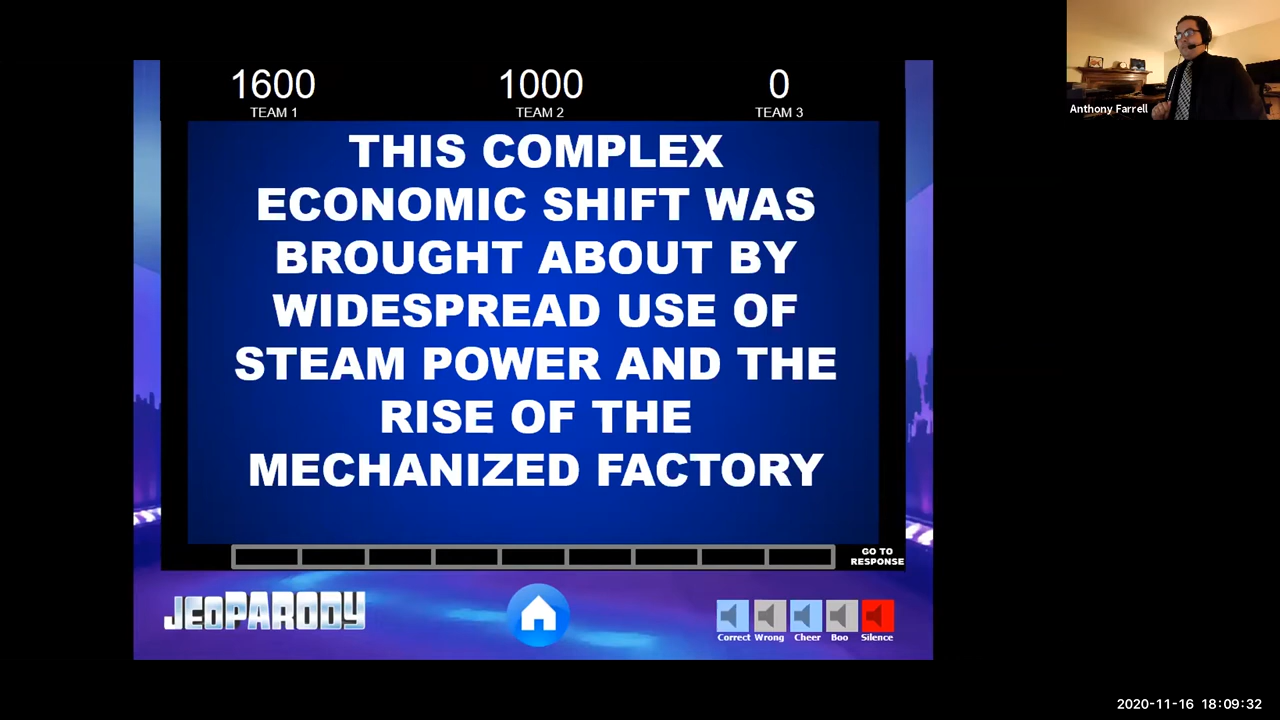 1600
TEAM 1
1000
TEAM 2
0
TEAM 3
Anthony Farrell
THIS COMPLEX
ECONOMIC SHIFT WAS
BROUGHT ABOUT BY
WIDESPREAD USE OF
STEAM POWER AND THE
RISE OF THE
MECHANIZED FACTORY
GO TO
RESPONSE
JEOPARODY
Correct
Wrong
Cheer
Boo
Silence
2020-11-16 18:09:32